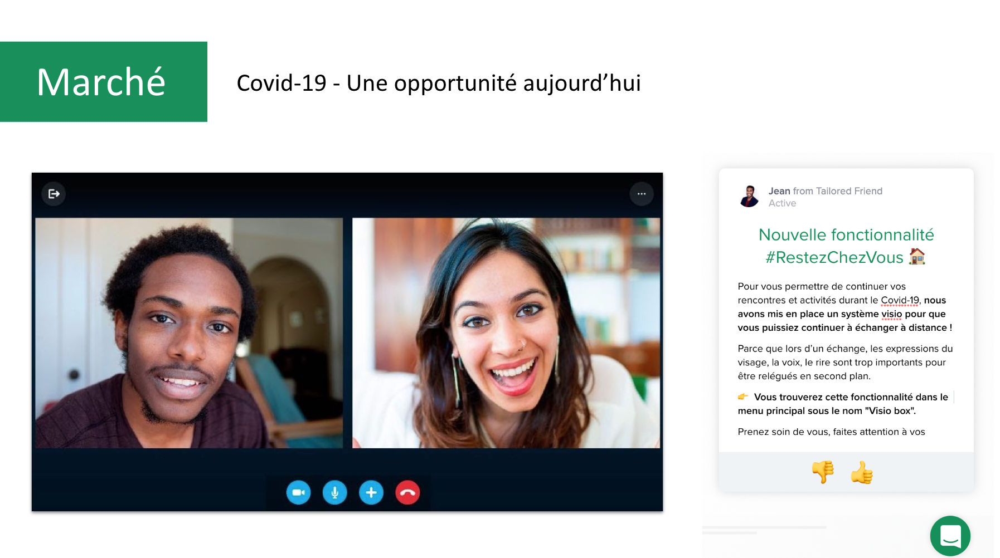 Marché
Covid-19 - Une opportunité aujourd’hui
Jean from Tailored Friend
Active
Nouvelle fonctionnalité
#RestezChezVous 🏠
Pour vous permettre de continuer vos
rencontres et activités durant le Covid-19, nous
avons mis en place un système visio pour que
vous puissiez continuer à échanger à distance !
Parce que lors d’un échange, les expressions du
visage, la voix, le rire sont trop importants pour
être relégués en second plan.
👉 Vous trouverez cette fonctionnalité dans le
menu principal sous le nom "Visio box".
Prenez soin de vous, faites attention à vos